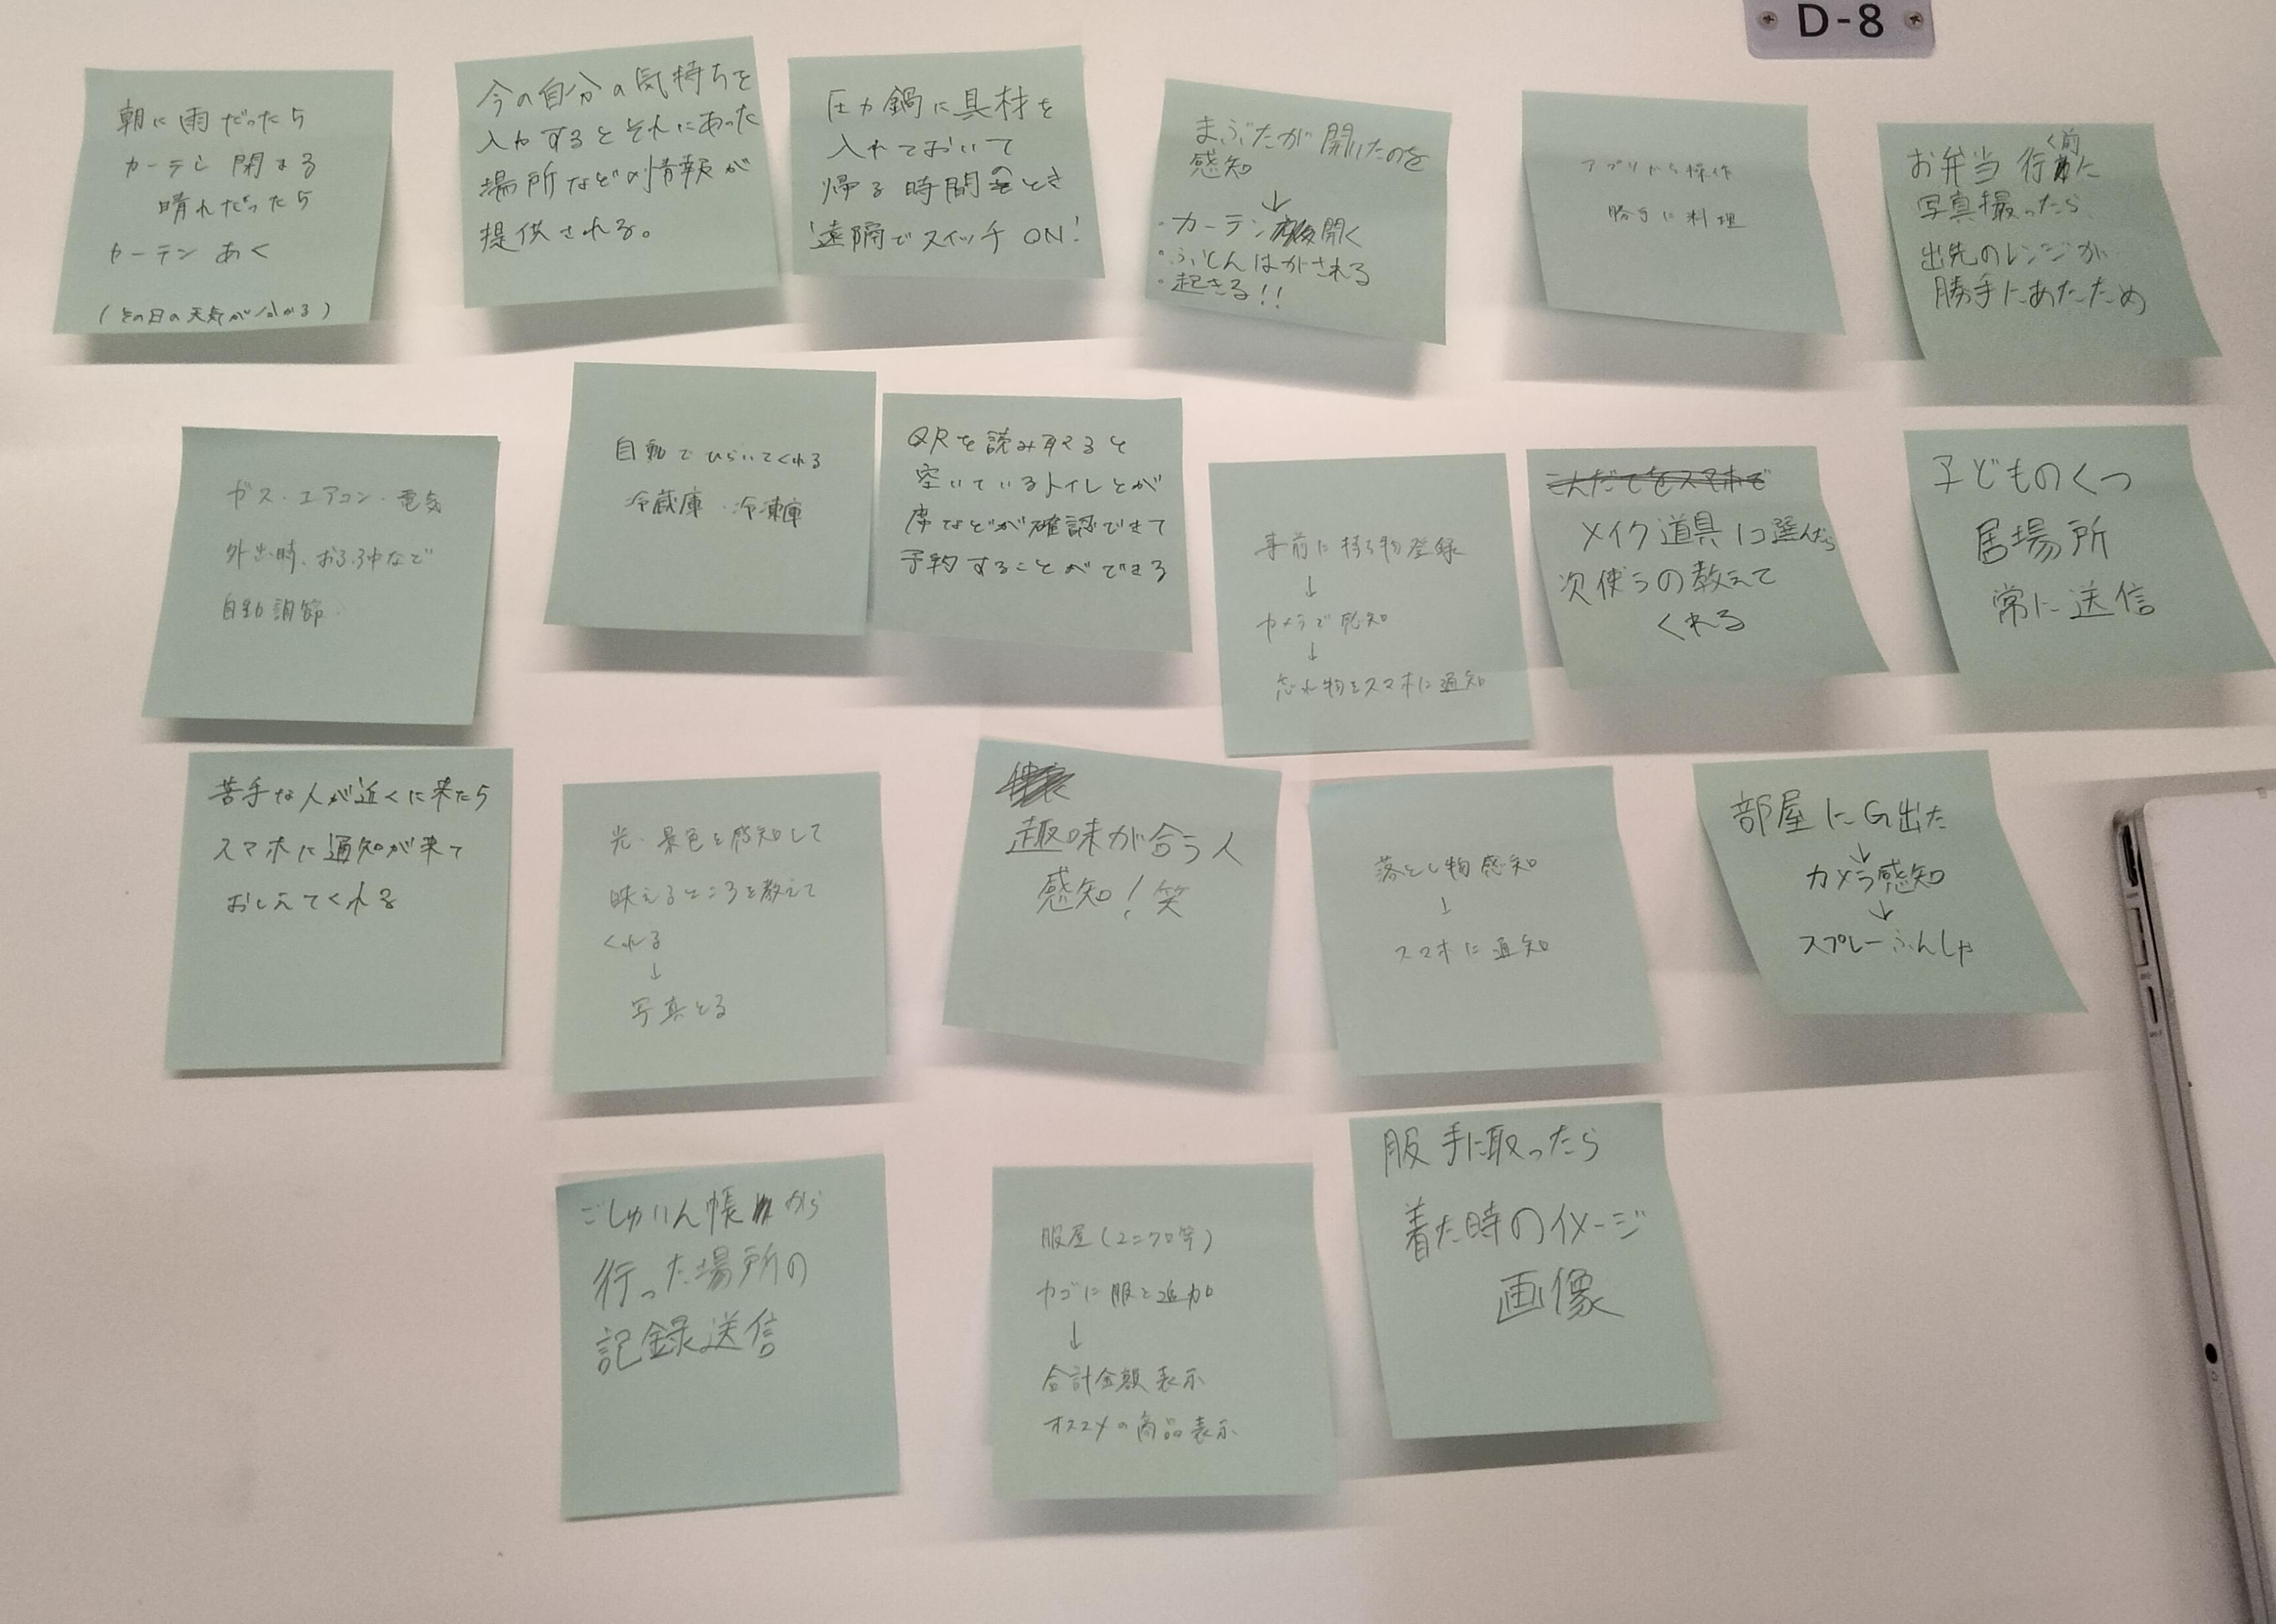 D-8
朝に雨だったら
カーテン 閉まる
晴れだったら
カーテン あく
(その日の天気が分かる)
今の自分の気持ちを
入力するとそれにあった
場所などの情報が
提供される。
圧力鍋に具材を
入れておいて
帰る時間のとき
遠隔でスイッチ ON!
まぶたが開いたのを
感知
↓
・カーテン 開く
・ふとんはがされる
・起きる!!
アプリから操作
勝手に料理
お弁当 行く前に
写真撮ったら
出先のレンジが
勝手にあたため
ガス・エアコン・電気
外出時、おふろ中など
自動調節
自動でひらいてくれる
冷蔵庫・冷凍庫
QRを読み取ると
空いているトイレとか
席などが確認できて
予約することができる
事前に持ち物登録
↓
カメラで感知
↓
忘れ物をスマホに通知
こんだてをスマホで
メイク道具 1コ選んだら
次使うの教えて
くれる
子どものくつ
居場所
常に送信
苦手な人が近くに来たら
スマホに通知が来て
おしえてくれる
光・景色を感知して
映えるところを教えて
くれる
↓
写真とる
趣味が合う人
感知!笑
落とし物感知
↓
スマホに通知
部屋にG出た
↓
カメラ感知
↓
スプレーふんしゃ
ごしゅいん帳から
行った場所の
記録送信
服屋(ユニクロ等)
カゴに服を追加
↓
合計金額表示
オススメの商品表示
服 手に取ったら
着た時のイメージ
画像